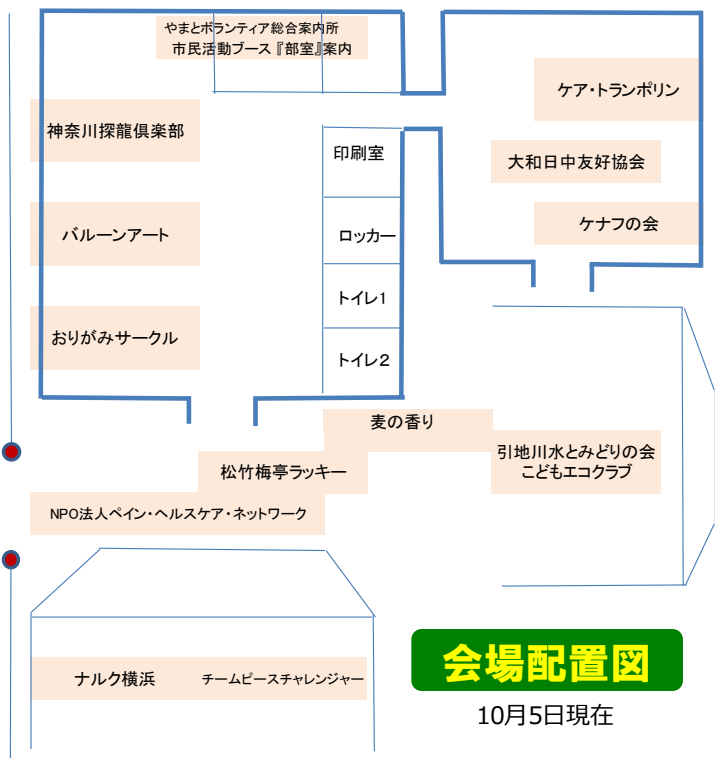 やまとボランティア総合案内所
市民活動ブース『部室』案内
ケア・トランポリン
神奈川探龍倶楽部
印刷室
大和日中友好協会
バルーンアート
ロッカー
ケナフの会
トイレ1
おりがみサークル
トイレ2
麦の香り
引地川水とみどりの会
こどもエコクラブ
松竹梅亭ラッキー
NPO法人ペイン・ヘルスケア・ネットワーク
ナルク横浜
チームピースチャレンジャー
会場配置図
10月5日現在